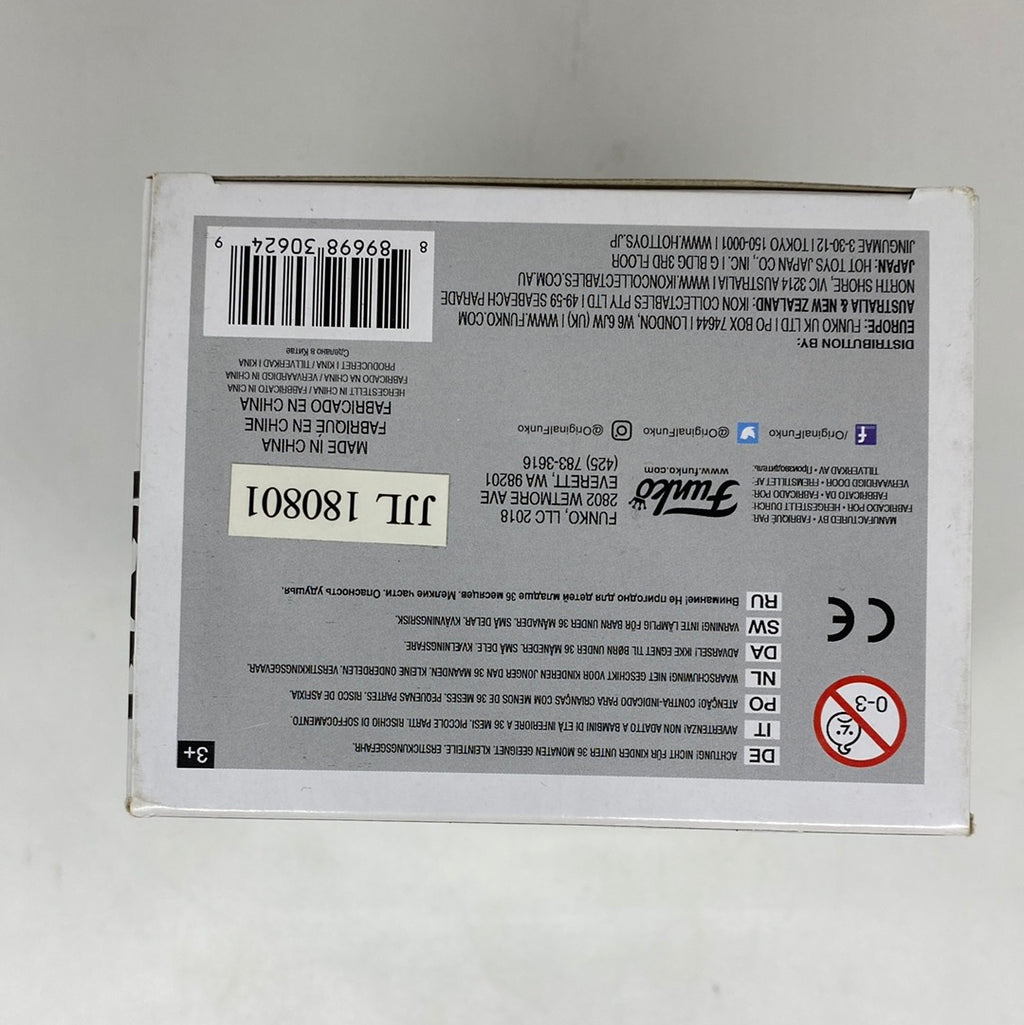 3+
0-3
DE ACHTUNG! NICHT FÜR KINDER UNTER 36 MONATEN GEEIGNET. KLEINTEILE. ERSTICKUNGSGEFAHR.
IT AVVERTENZA! NON ADATTO A BAMBINI DI ETÀ INFERIORE A 36 MESI. PICCOLE PARTI. RISCHIO DI SOFFOCAMENTO.
PO ATENÇÃO! CONTRA-INDICADO PARA CRIANÇAS COM MENOS DE 36 MESES. PEQUENAS PARTES. RISCO DE ASFIXIA.
NL WAARSCHUWING! NIET GESCHIKT VOOR KINDEREN JONGER DAN 36 MAANDEN. KLEINE ONDERDELEN. VERSTIKKINGSGEVAAR.
DA ADVARSEL! IKKE EGNET TIL BØRN UNDER 36 MÅNEDER. SMÅ DELE. KVÆLNINGSFARE.
SW VARNING! INTE LÄMPLIG FÖR BARN UNDER 36 MÅNADER. SMÅ DELAR. KVÄVNINGSRISK.
RU Внимание! Не пригодно для детей младше 36 месяцев. Мелкие части. Опасность удушья.
CE
MANUFACTURED BY • FABRIQUÉ PAR:
HERGESTELLT DURCH: • FABRICADO POR
FABBRICATO DA • FABRICADO POR:
VERVAARDIGD DOOR • FREMSTILLET AF:
TILLVERKAD AV • Производитель:
Funko
www.funko.com
FUNKO, LLC 2018
2802 WETMORE AVE
EVERETT, WA 98201
(425) 783-3616
JJL 180801
/OriginalFunko @OriginalFunko @OriginalFunko
MADE IN CHINA
FABRIQUÉ EN CHINE
FABRICADO EN CHINA
HERGESTELLT IN CHINA / FABBRICATO IN CINA
FABRICADO NA CHINA / VERVAARDIGD IN CHINA
PRODUCERET I KINA / TILLVERKAD I KINA
Сделано в Китае
DISTRIBUTION BY:
EUROPE: FUNKO UK LTD | PO BOX 74644 | LONDON, W6 6JW (UK) | WWW.FUNKO.COM
AUSTRALIA & NEW ZEALAND: IKON COLLECTABLES PTY LTD | 49-59 SEABEACH PARADE
NORTH SHORE, VIC 3214 AUSTRALIA | WWW.IKONCOLLECTABLES.COM.AU
JAPAN: HOT TOYS JAPAN CO., INC. | G BLDG 3RD FLOOR
JINGUMAE 3-30-12 | TOKYO 150-0001 | WWW.HOTTOYS.JP
8 89698 30624 9